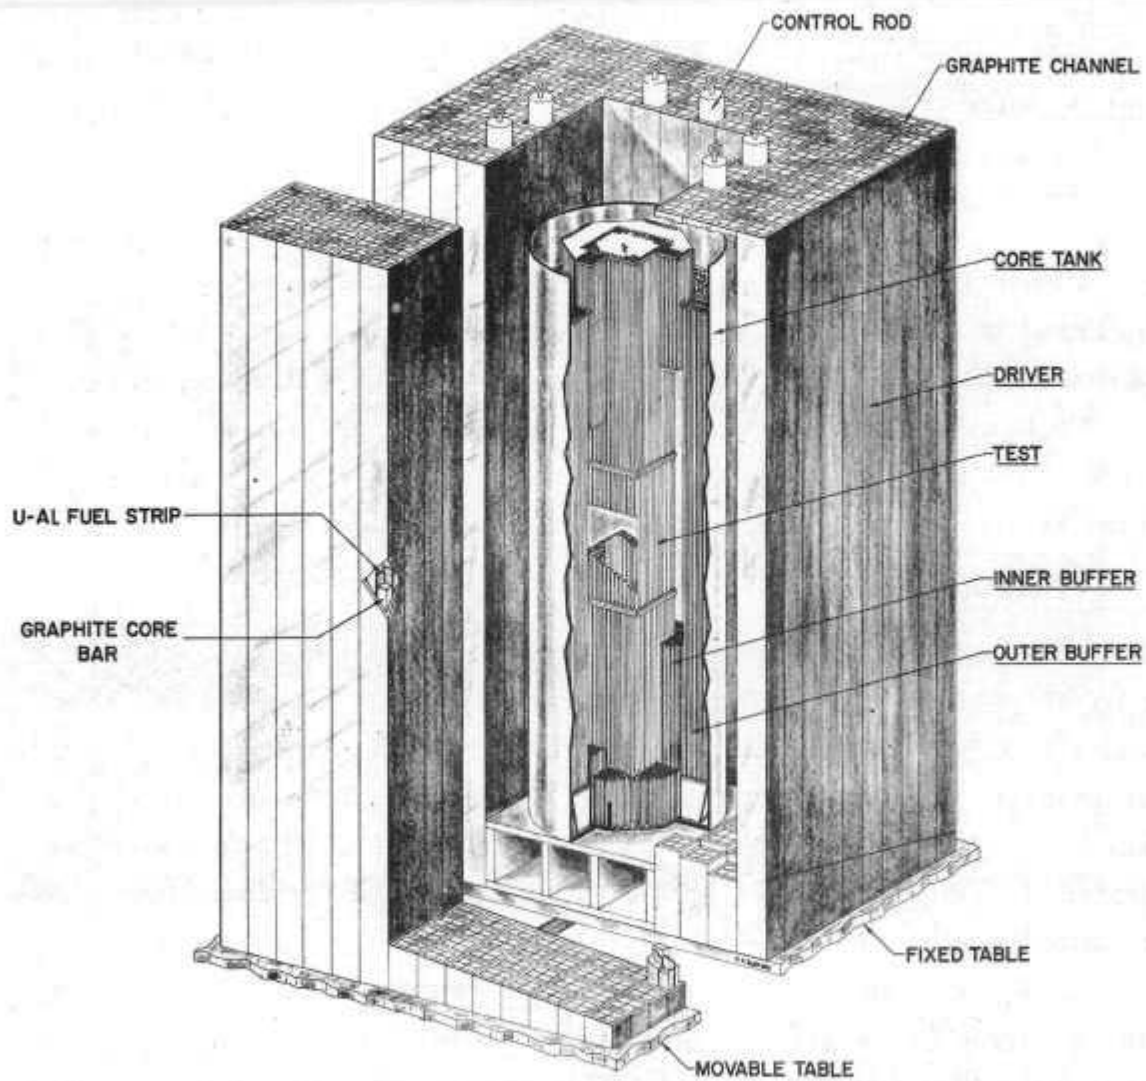 CONTROL ROD
GRAPHITE CHANNEL
CORE TANK
DRIVER
TEST
U-AL FUEL STRIP
INNER BUFFER
GRAPHITE CORE
BAR
OUTER BUFFER
FIXED TABLE
MOVABLE TABLE